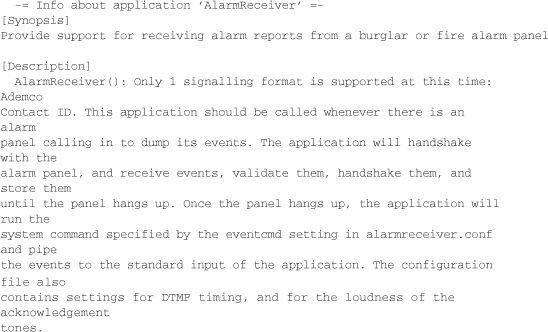 -= Info about application ‘AlarmReceiver’ =-
[Synopsis]
Provide support for receiving alarm reports from a burglar or fire alarm panel
[Description]
AlarmReceiver(): Only 1 signalling format is supported at this time:
Ademco
Contact ID. This application should be called whenever there is an
alarm
panel calling in to dump its events. The application will handshake
with the
alarm panel, and receive events, validate them, handshake them, and
store them
until the panel hangs up. Once the panel hangs up, the application will
run the
system command specified by the eventcmd setting in alarmreceiver.conf
and pipe
the events to the standard input of the application. The configuration
file also
contains settings for DTMF timing, and for the loudness of the
acknowledgement
tones.